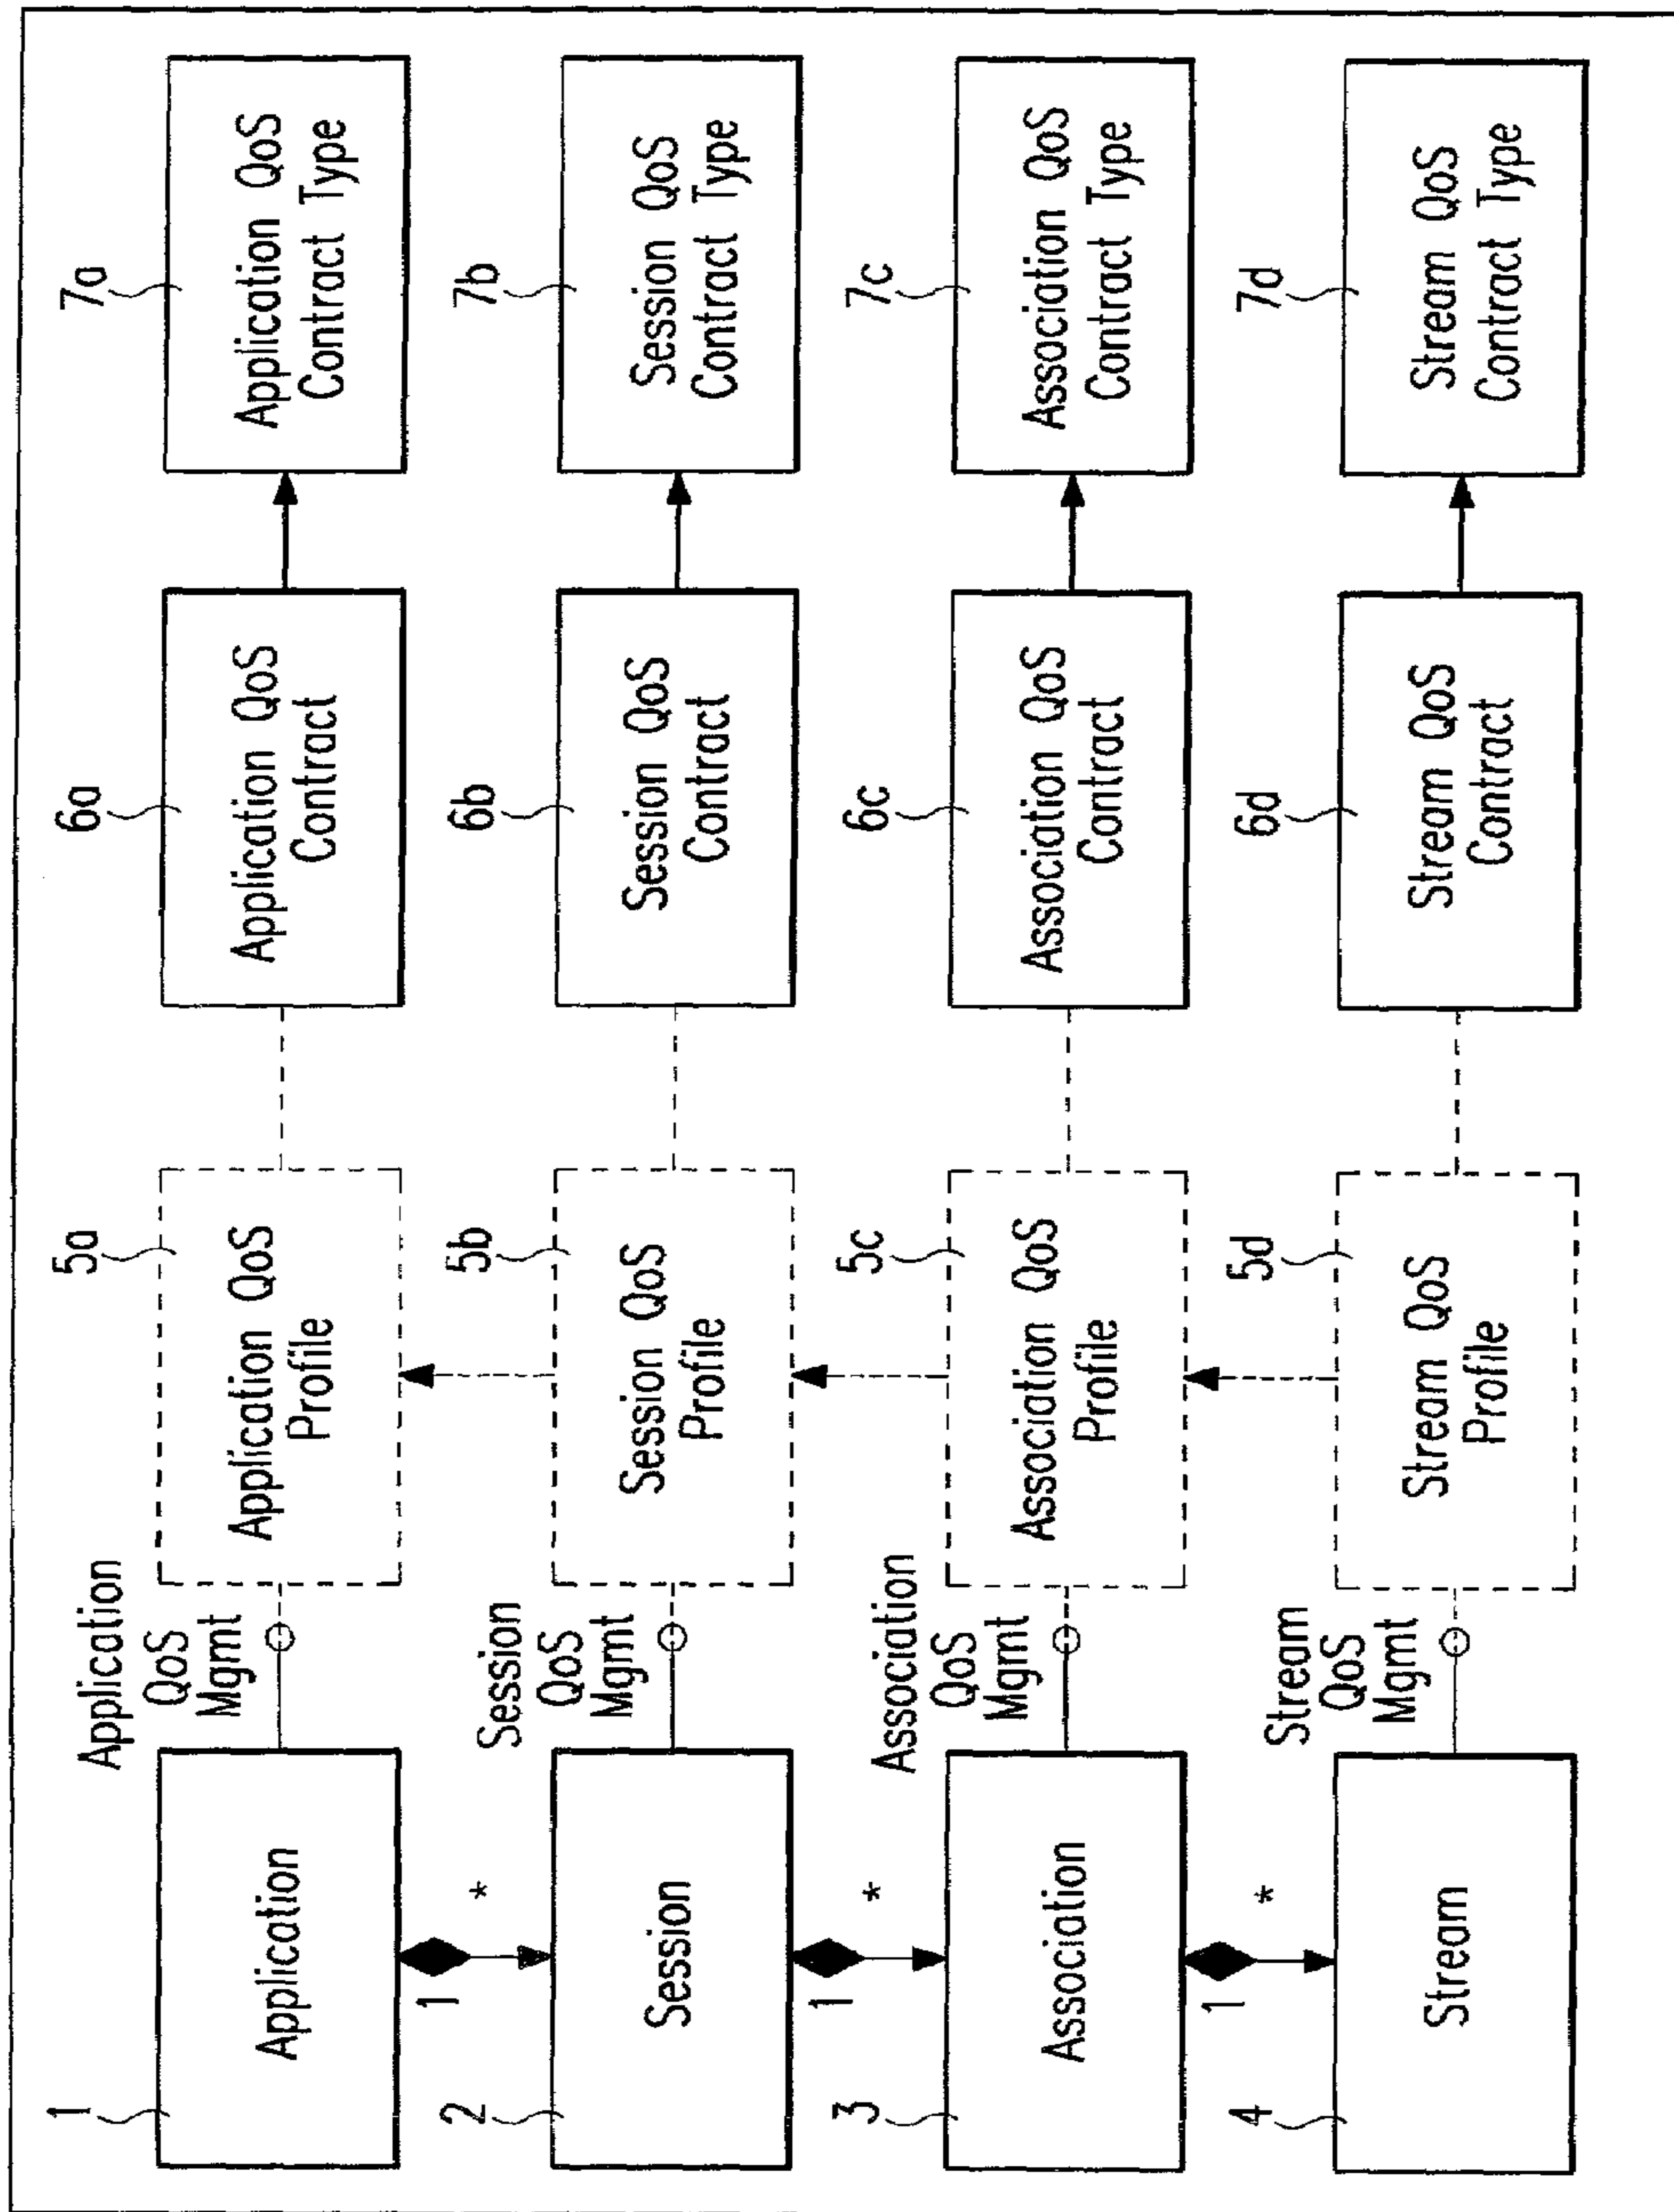 1
Application
Application
QoS
Mgmt
5a
Application QoS
Profile
6a
Application QoS
Contract
7a
Application QoS
Contract Type
1
*
2
Session
Session
QoS
Mgmt
5b
Session QoS
Profile
6b
Session QoS
Contract
7b
Session QoS
Contract Type
1
*
3
Association
Association
QoS
Mgmt
5c
Association QoS
Profile
6c
Association QoS
Contract
7c
Association QoS
Contract Type
1
*
4
Stream
Stream
QoS
Mgmt
5d
Stream QoS
Profile
6d
Stream QoS
Contract
7d
Stream QoS
Contract Type